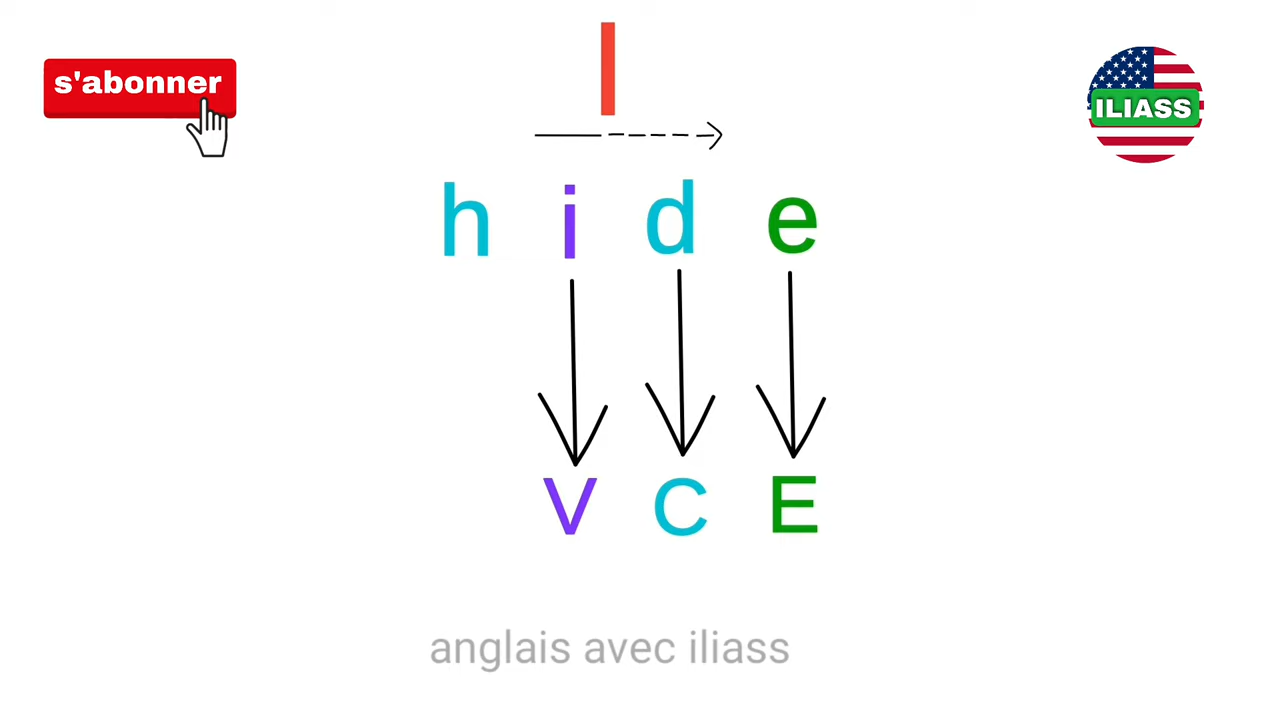 I
s'abonner
ILIASS
h i d e
V C E
anglais avec iliass